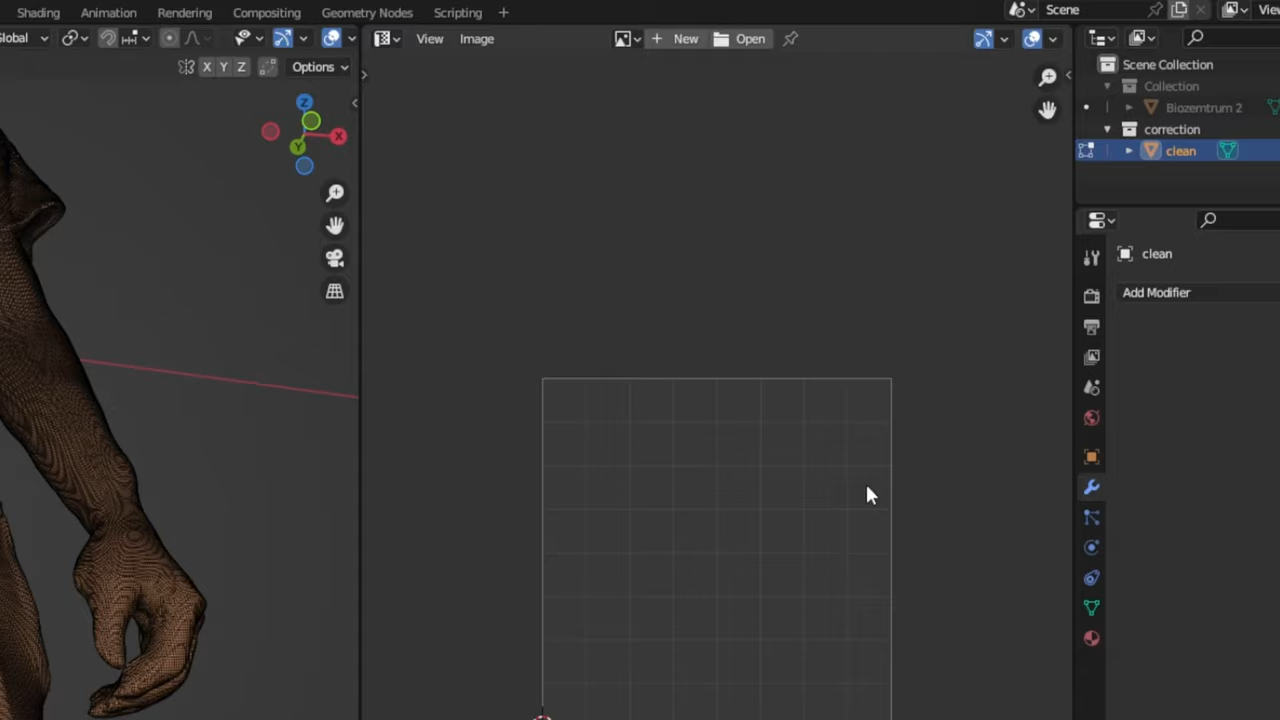 Shading Animation Rendering Compositing Geometry Nodes Scripting + Scene
Global View Image New Open
X Y Z Options
Scene Collection
Collection
Biozemtrum 2
correction
clean
Z
X
Y
clean
Add Modifier